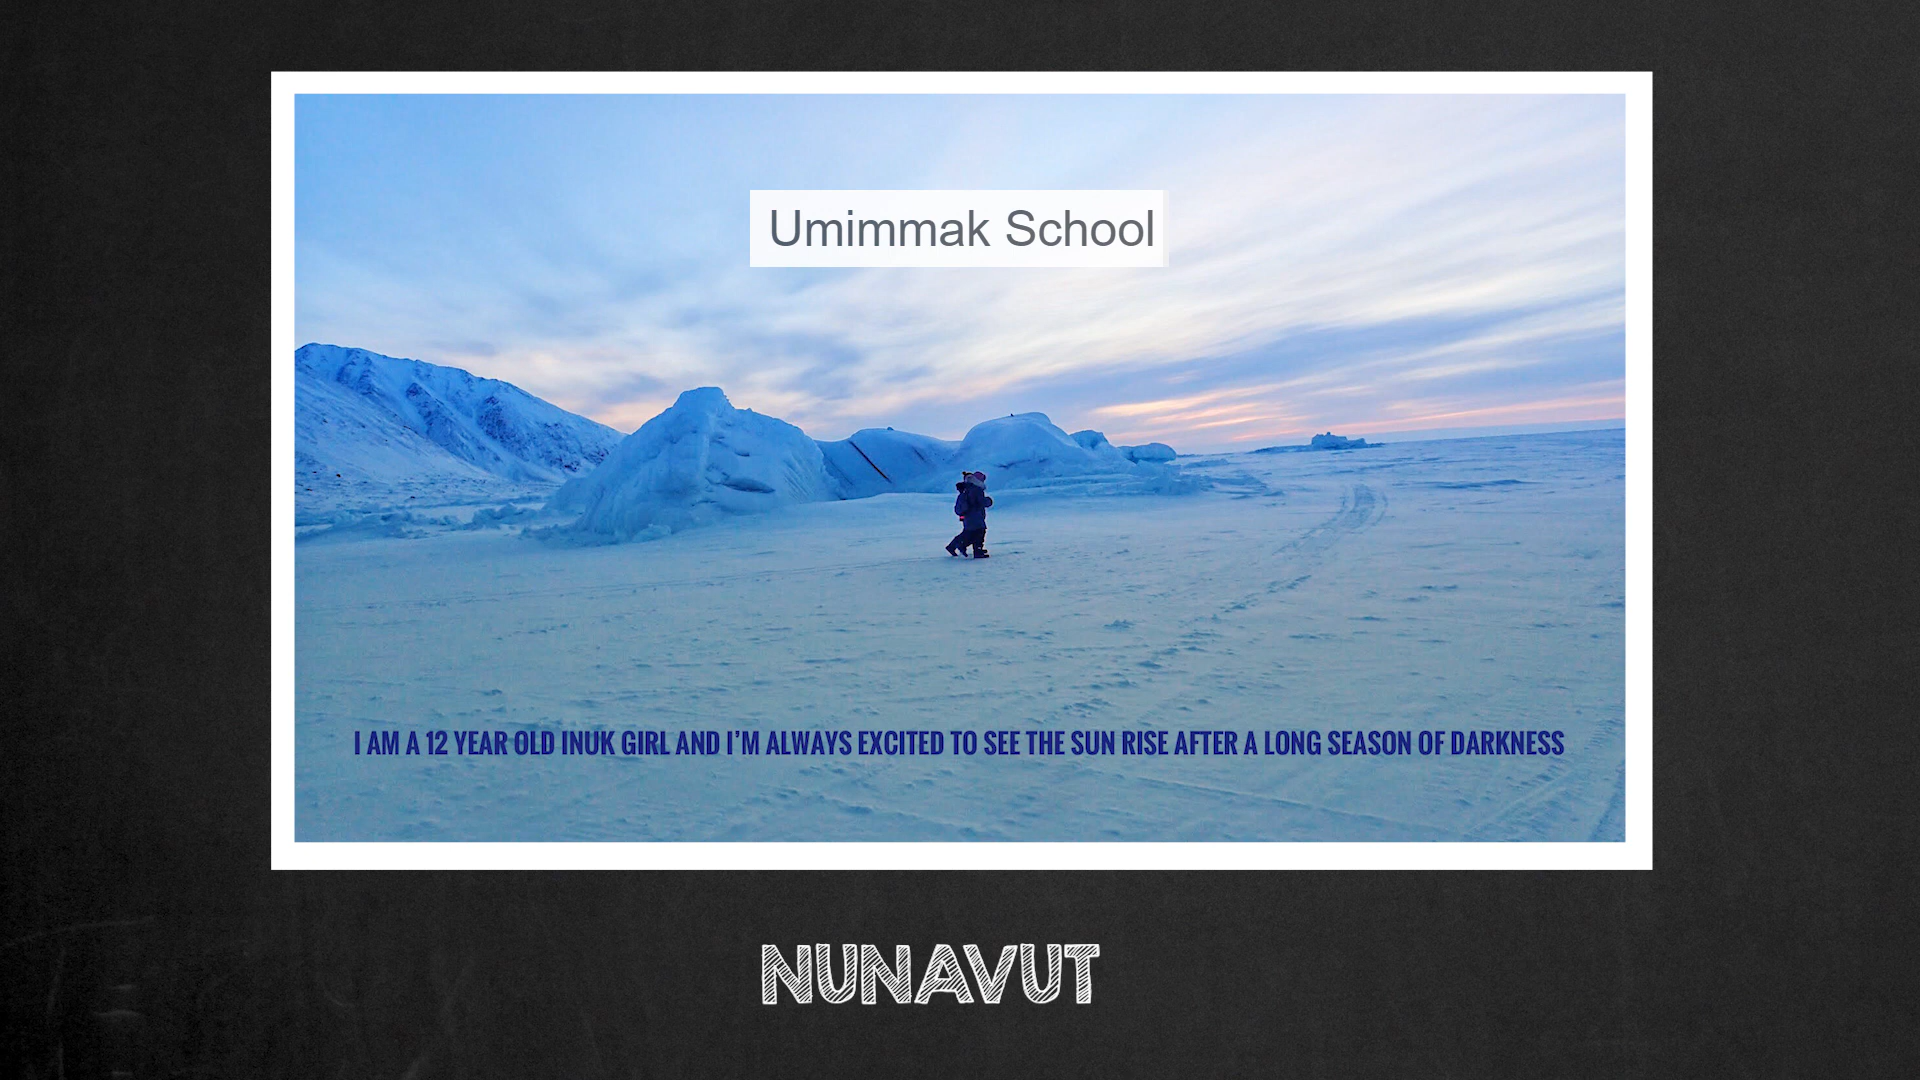 Umimmak School
I AM A 12 YEAR OLD INUK GIRL AND I'M ALWAYS EXCITED TO SEE THE SUN RISE AFTER A LONG SEASON OF DARKNESS
NUNAVUT